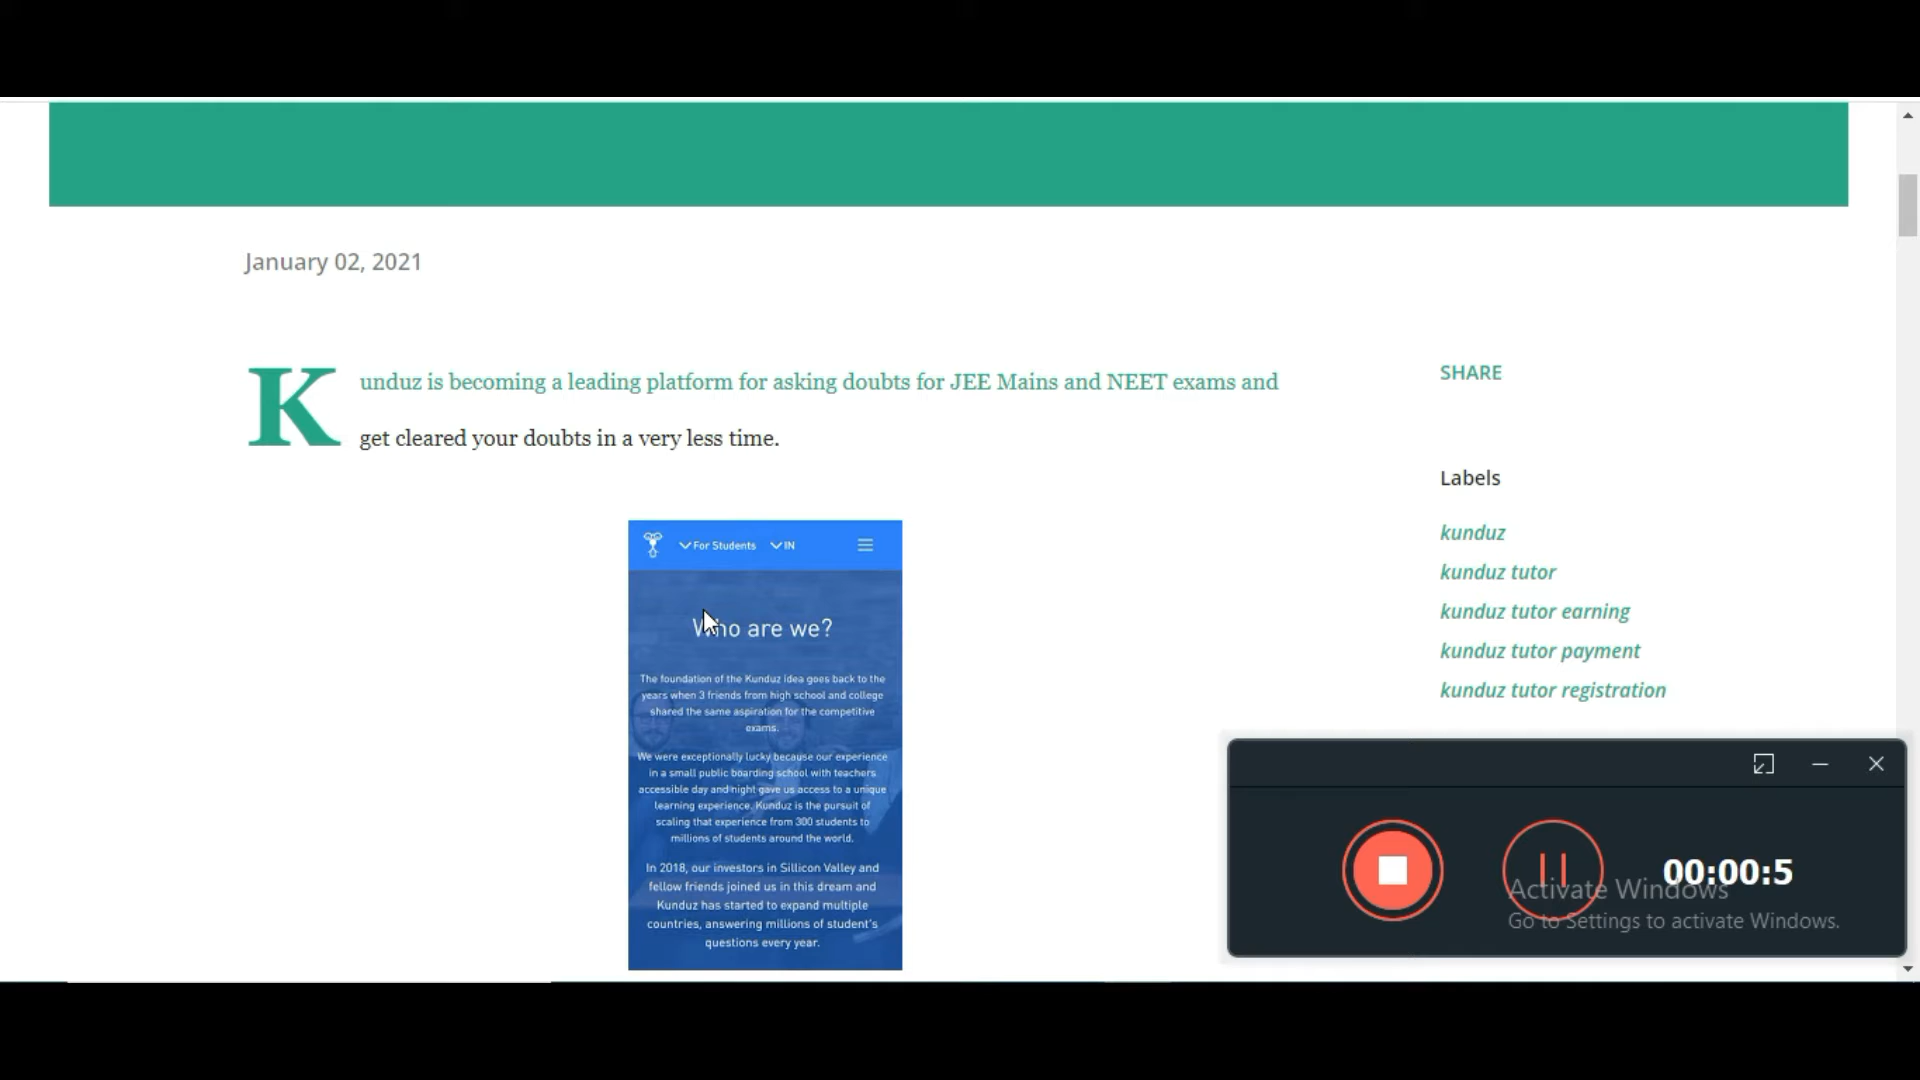 January 02, 2021
Kunduz is becoming a leading platform for asking doubts for JEE Mains and NEET exams and
get cleared your doubts in a very less time.
SHARE
Labels
kunduz
kunduz tutor
kunduz tutor earning
kunduz tutor payment
kunduz tutor registration
For Students IN
Who are we?
The foundation of the Kunduz idea goes back to the
years when 3 friends from high school and college
shared the same aspiration for the competitive
exams.
We were exceptionally lucky because our experience
in a small public boarding school with teachers
accessible day and night gave us access to a unique
learning experience. Kunduz is the pursuit of
scaling that experience from 300 students to
millions of students around the world.
In 2018, our investors in Sillicon Valley and
fellow friends joined us in this dream and
Kunduz has started to expand multiple
countries, answering millions of student's
questions every year.
00:00:5
Activate Windows
Go to Settings to activate Windows.